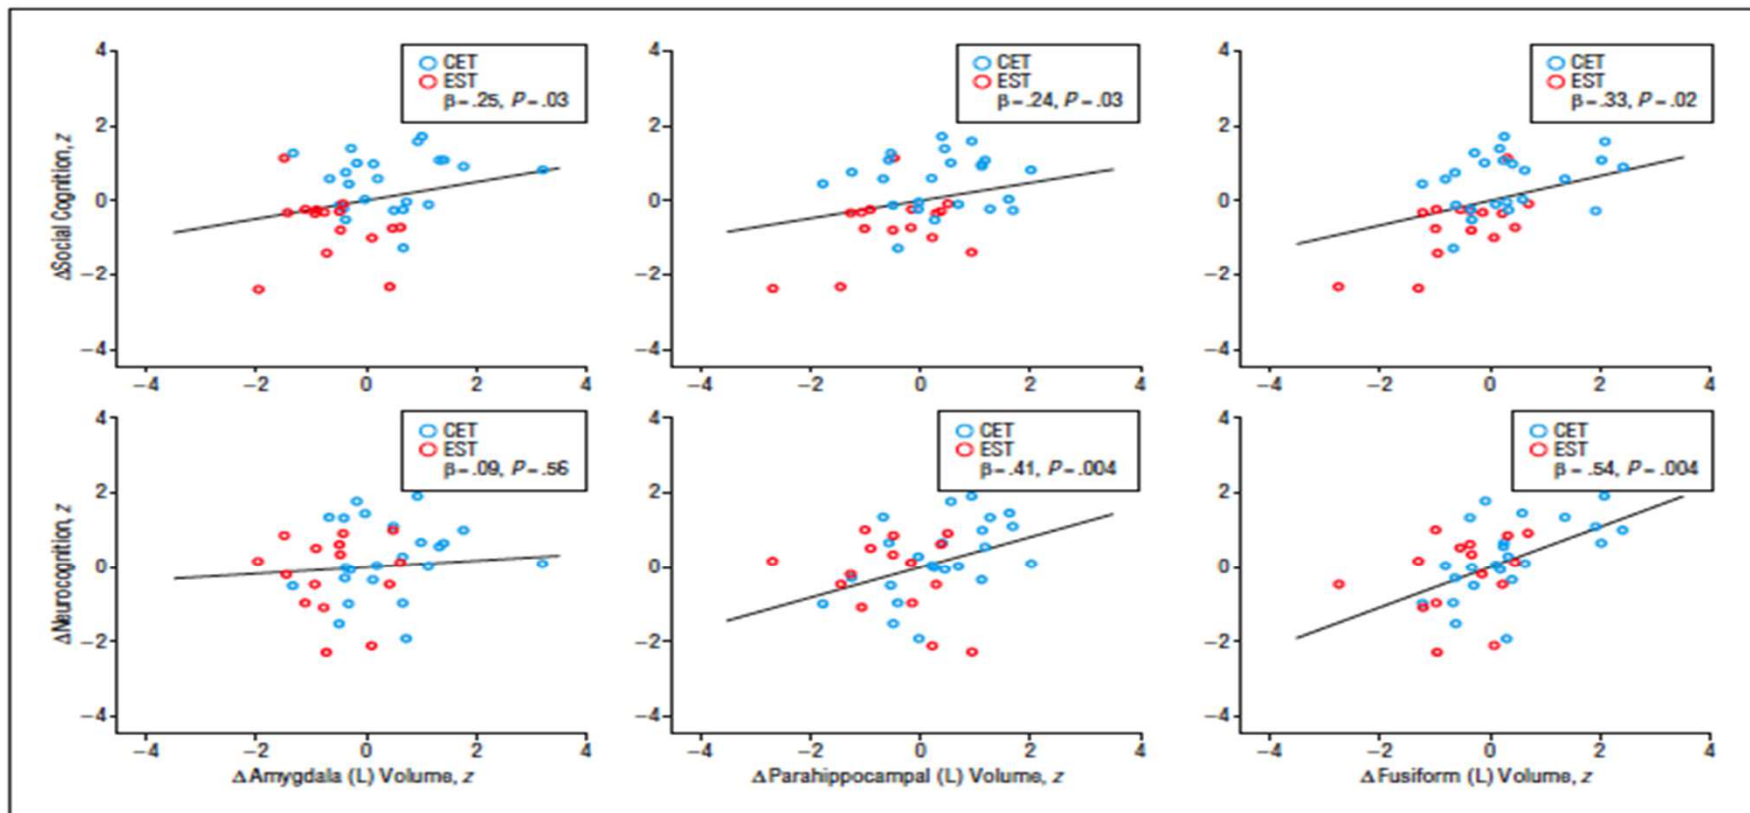 4
CET
EST
β=.25, P=.03
2
0
−2
−4
ΔSocial Cognition, z
−4
−2
0
2
4
4
CET
EST
β=.24, P=.03
2
0
−2
−4
−4
−2
0
2
4
4
CET
EST
β=.33, P=.02
2
0
−2
−4
−4
−2
0
2
4
4
CET
EST
β=.09, P=.56
2
0
−2
−4
ΔNeurocognition, z
−4
−2
0
2
4
ΔAmygdala (L) Volume, z
4
CET
EST
β=.41, P=.004
2
0
−2
−4
−4
−2
0
2
4
ΔParahippocampal (L) Volume, z
4
CET
EST
β=.54, P=.004
2
0
−2
−4
−4
−2
0
2
4
ΔFusiform (L) Volume, z